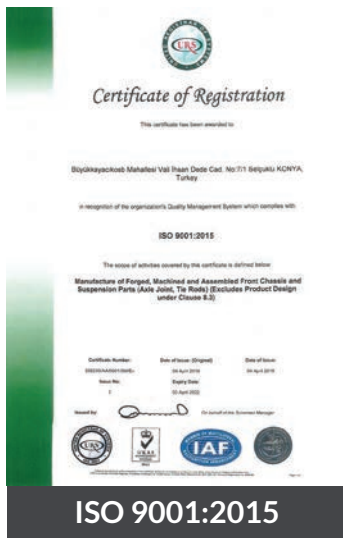 URS
Certificate of Registration
This certificate has been awarded to
Büyükkayacıkosb Mahallesi Vali İhsan Dede Cad. No:7/1 Selçuklu KONYA,
Turkey
in recognition of the organization's Quality Management System which complies with
ISO 9001:2015
The scope of activities covered by this certificate is defined below
Manufacture of Forged, Machined and Assembled Front Chassis and
Suspension Parts (Axle Joint, Tie Rods) (Excludes Product Design
under Clause 8.3)
Certificate Number: Date of Issue: (Original) Date of Issue:
04 April 2019 04 April 2019
Issue No: Expiry Date:
03 April 2022
Issued by: On behalf of the Schemes Manager
URS
UKAS
IAF
ISO 9001:2015